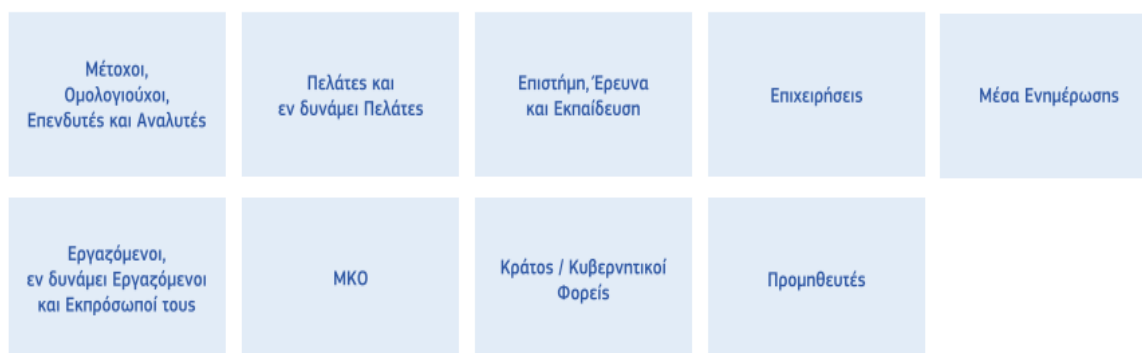 Μέτοχοι,
Ομολογιούχοι,
Επενδυτές και Αναλυτές
Πελάτες και
εν δυνάμει Πελάτες
Επιστήμη, Έρευνα
και Εκπαίδευση
Επιχειρήσεις
Μέσα Ενημέρωσης
Εργαζόμενοι,
εν δυνάμει Εργαζόμενοι
και Εκπρόσωποί τους
ΜΚΟ
Κράτος / Κυβερνητικοί
Φορείς
Προμηθευτές